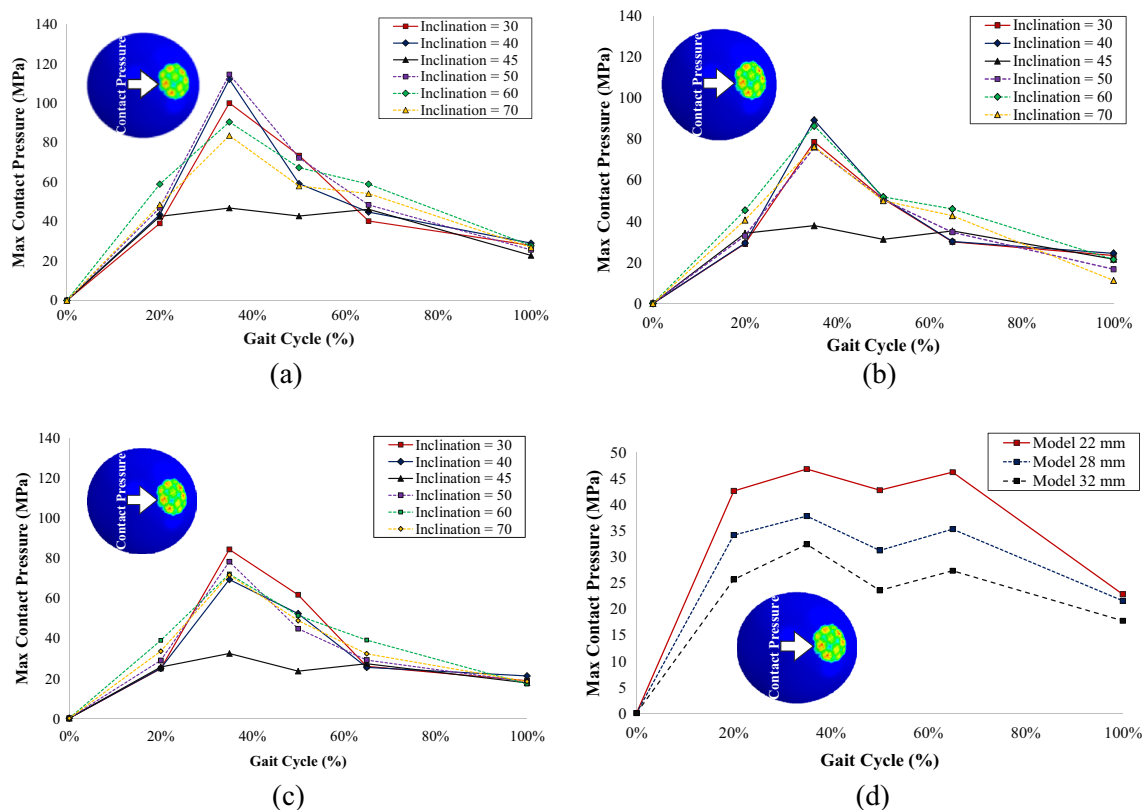 Max Contact Pressure (MPa)
140
120
100
80
60
40
20
0
0%
20%
40%
60%
80%
100%
Gait Cycle (%)
Contact Pressure
Inclination = 30
Inclination = 40
Inclination = 45
Inclination = 50
Inclination = 60
Inclination = 70
(a)
Max Contact Pressure (MPa)
140
120
100
80
60
40
20
0
0%
20%
40%
60%
80%
100%
Gait Cycle (%)
Contact Pressure
Inclination = 30
Inclination = 40
Inclination = 45
Inclination = 50
Inclination = 60
Inclination = 70
(b)
Max Contact Pressure (MPa)
140
120
100
80
60
40
20
0
0%
20%
40%
60%
80%
100%
Gait Cycle (%)
Contact Pressure
Inclination = 30
Inclination = 40
Inclination = 45
Inclination = 50
Inclination = 60
Inclination = 70
(c)
Max Contact Pressure (MPa)
50
45
40
35
30
25
20
15
10
5
0
0%
20%
40%
60%
80%
100%
Gait Cycle (%)
Contact Pressure
Model 22 mm
Model 28 mm
Model 32 mm
(d)